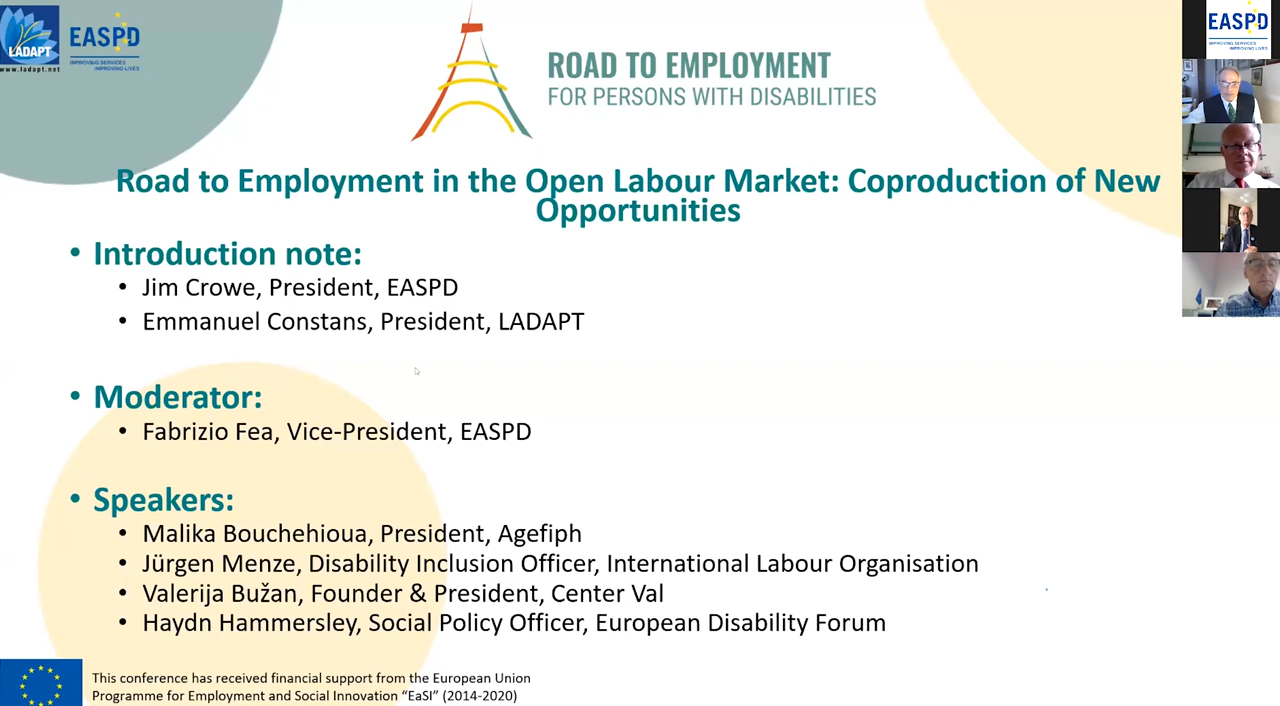 LADAPT
www.ladapt.net
EASPD
IMPROVING SERVICES
IMPROVING LIVES
ROAD TO EMPLOYMENT
FOR PERSONS WITH DISABILITIES
EASPD
IMPROVING SERVICES
IMPROVING LIVES
Road to Employment in the Open Labour Market: Coproduction of New
Opportunities
• Introduction note:
• Jim Crowe, President, EASPD
• Emmanuel Constans, President, LADAPT
• Moderator:
• Fabrizio Fea, Vice-President, EASPD
• Speakers:
• Malika Bouchehioua, President, Agefiph
• Jürgen Menze, Disability Inclusion Officer, International Labour Organisation
• Valerija Bužan, Founder & President, Center Val
• Haydn Hammersley, Social Policy Officer, European Disability Forum
This conference has received financial support from the European Union
Programme for Employment and Social Innovation “EaSI” (2014-2020)